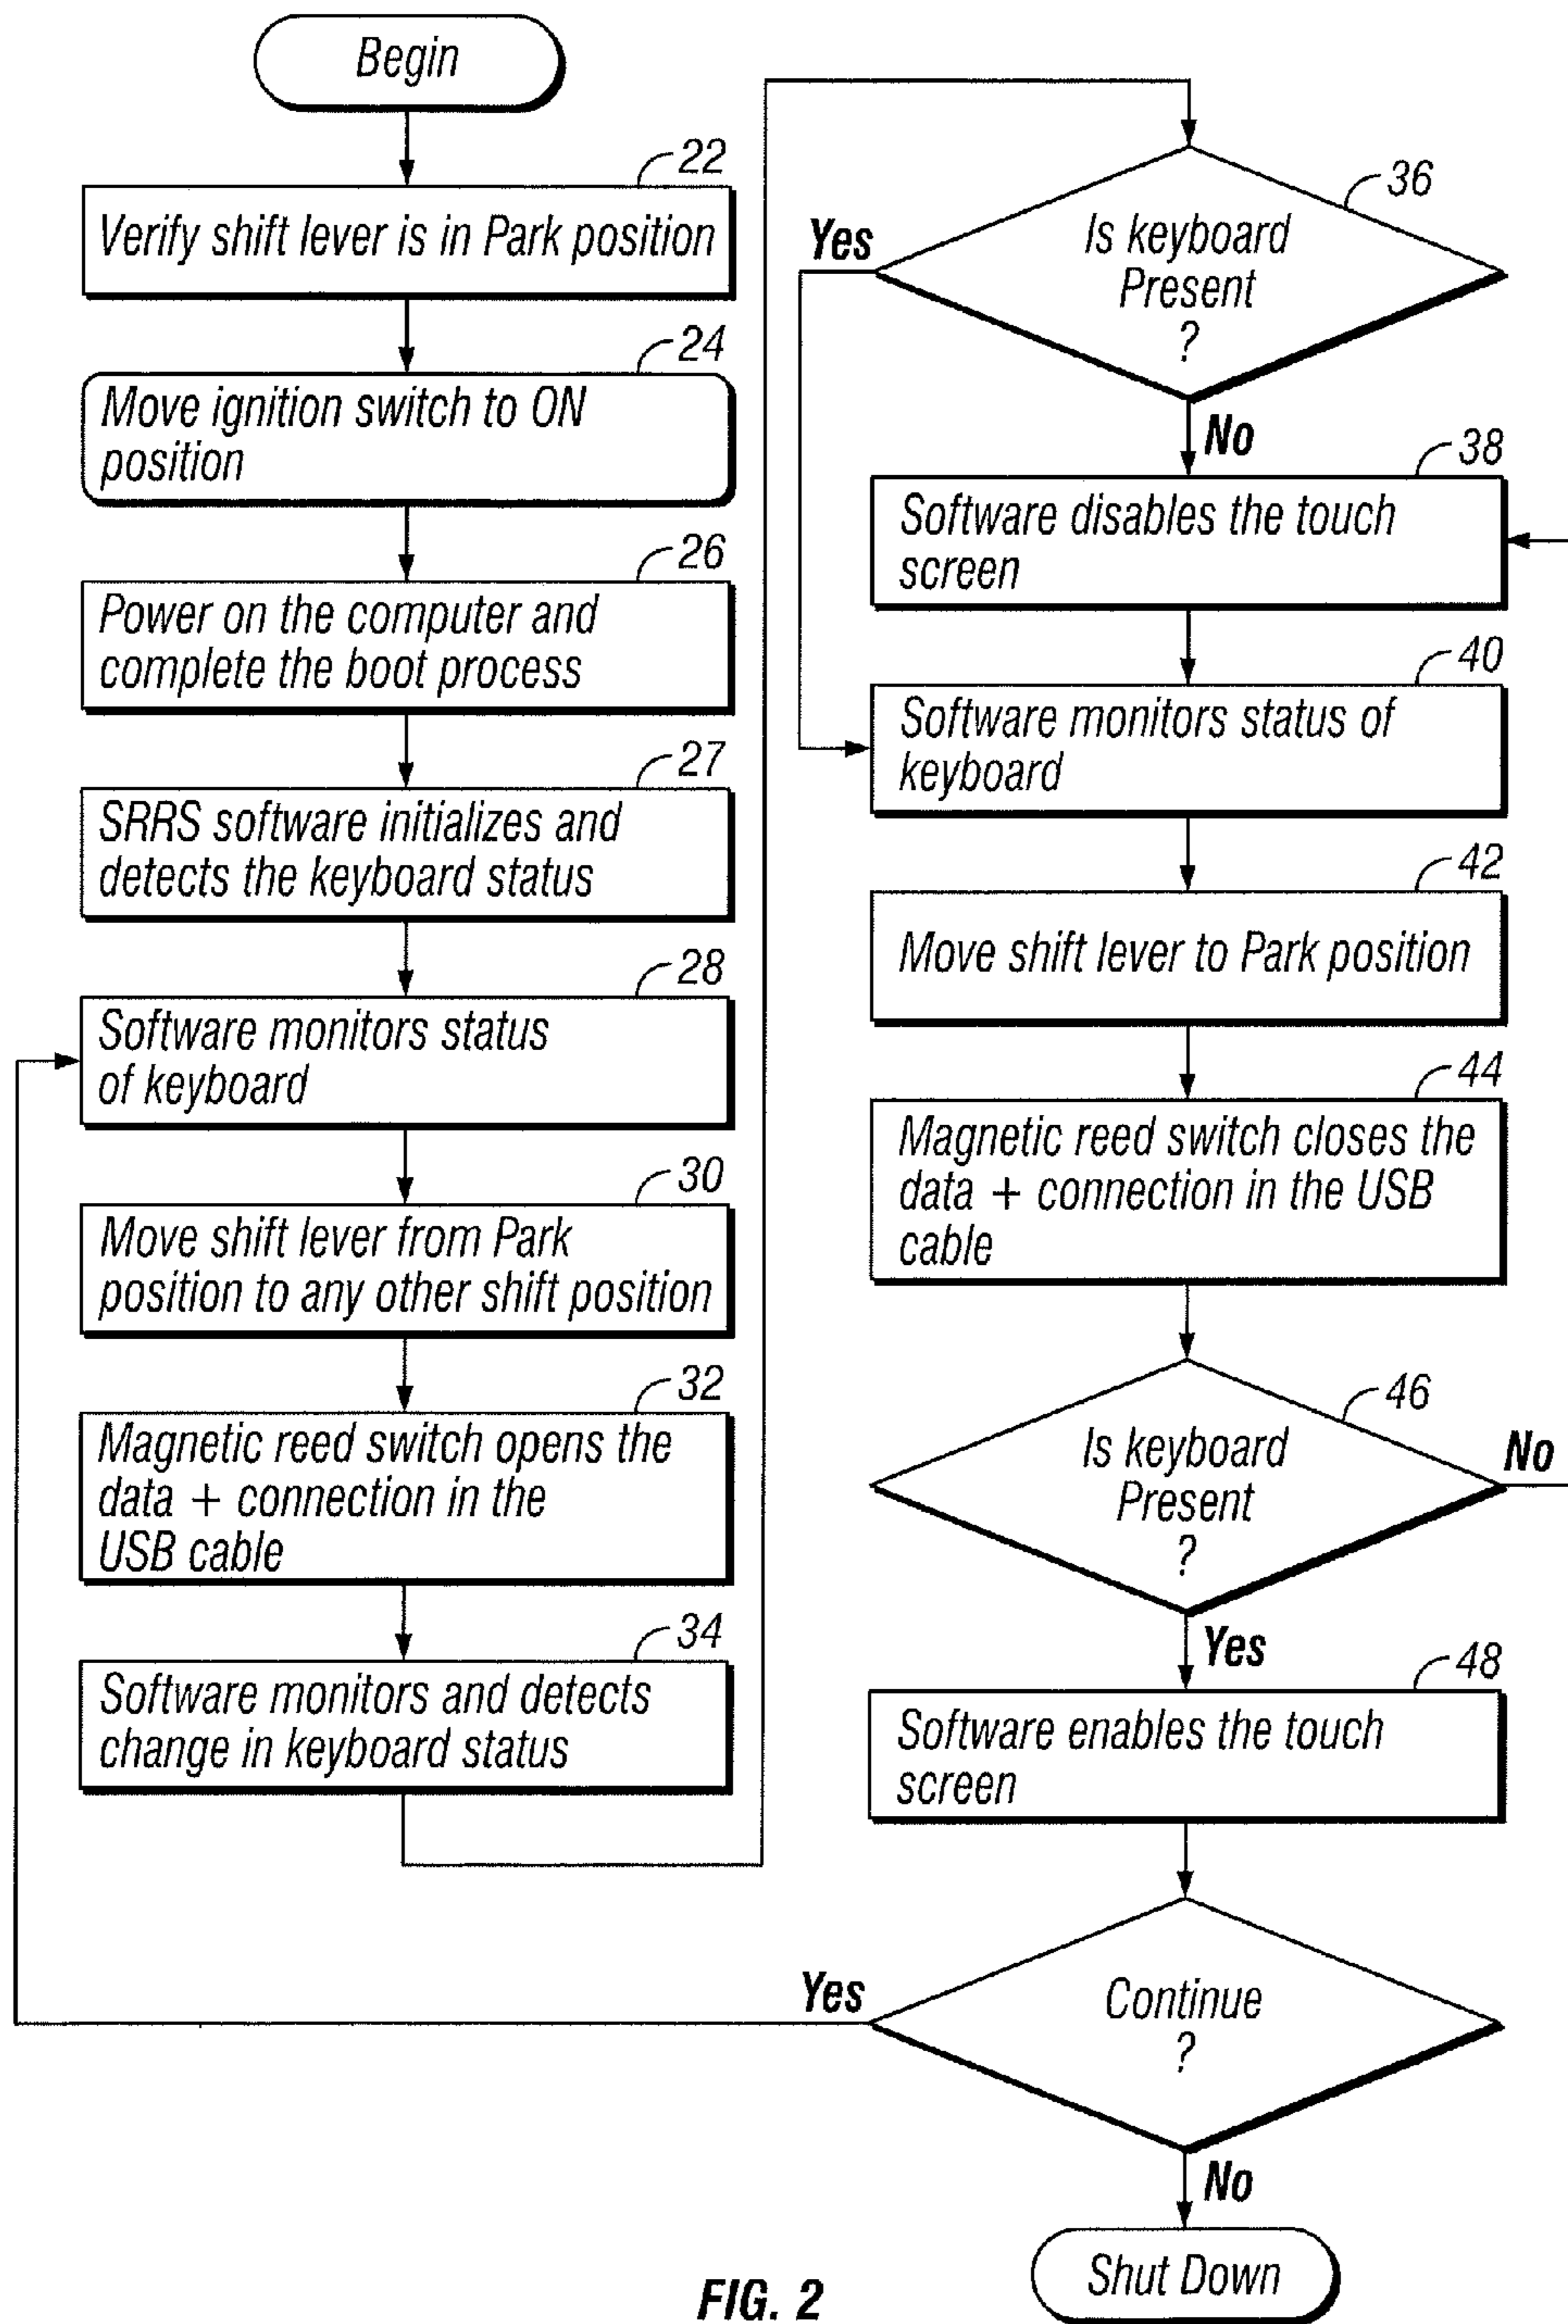 Begin
22
Verify shift lever is in Park position
24
Move ignition switch to ON
position
26
Power on the computer and
complete the boot process
27
SRRS software initializes and
detects the keyboard status
28
Software monitors status
of keyboard
30
Move shift lever from Park
position to any other shift position
32
Magnetic reed switch opens the
data + connection in the
USB cable
34
Software monitors and detects
change in keyboard status
36
Is keyboard
Present
?
Yes
No
38
Software disables the touch
screen
40
Software monitors status of
keyboard
42
Move shift lever to Park position
44
Magnetic reed switch closes the
data + connection in the USB
cable
46
Is keyboard
Present
?
No
Yes
48
Software enables the touch
screen
Continue
?
Yes
No
Shut Down
FIG. 2